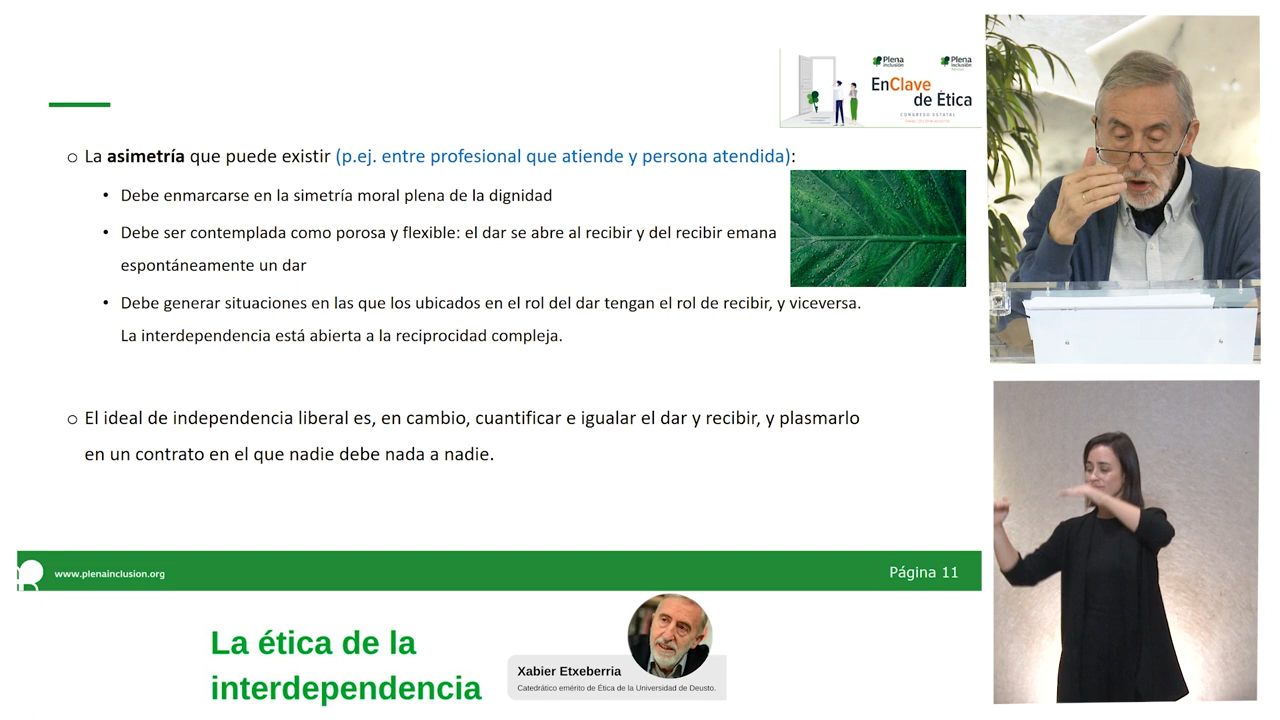 Plena
inclusión
Plena
inclusión
EnClave
de Ética
CONGRESO ESTATAL
La asimetría que puede existir (p.ej. entre profesional que atiende y persona atendida):
• Debe enmarcarse en la simetría moral plena de la dignidad
• Debe ser contemplada como porosa y flexible: el dar se abre al recibir y del recibir emana
espontáneamente un dar
• Debe generar situaciones en las que los ubicados en el rol del dar tengan el rol de recibir, y viceversa.
La interdependencia está abierta a la reciprocidad compleja.
El ideal de independencia liberal es, en cambio, cuantificar e igualar el dar y recibir, y plasmarlo
en un contrato en el que nadie debe nada a nadie.
www.plenainclusion.org
Página 11
La ética de la
interdependencia
Xabier Etxeberria
Catedrático emérito de Ética de la Universidad de Deusto.